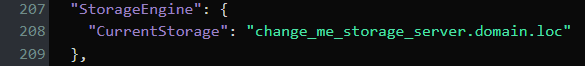 207 "StorageEngine": {
208 "CurrentStorage": "change_me_storage_server.domain.loc"
209 },